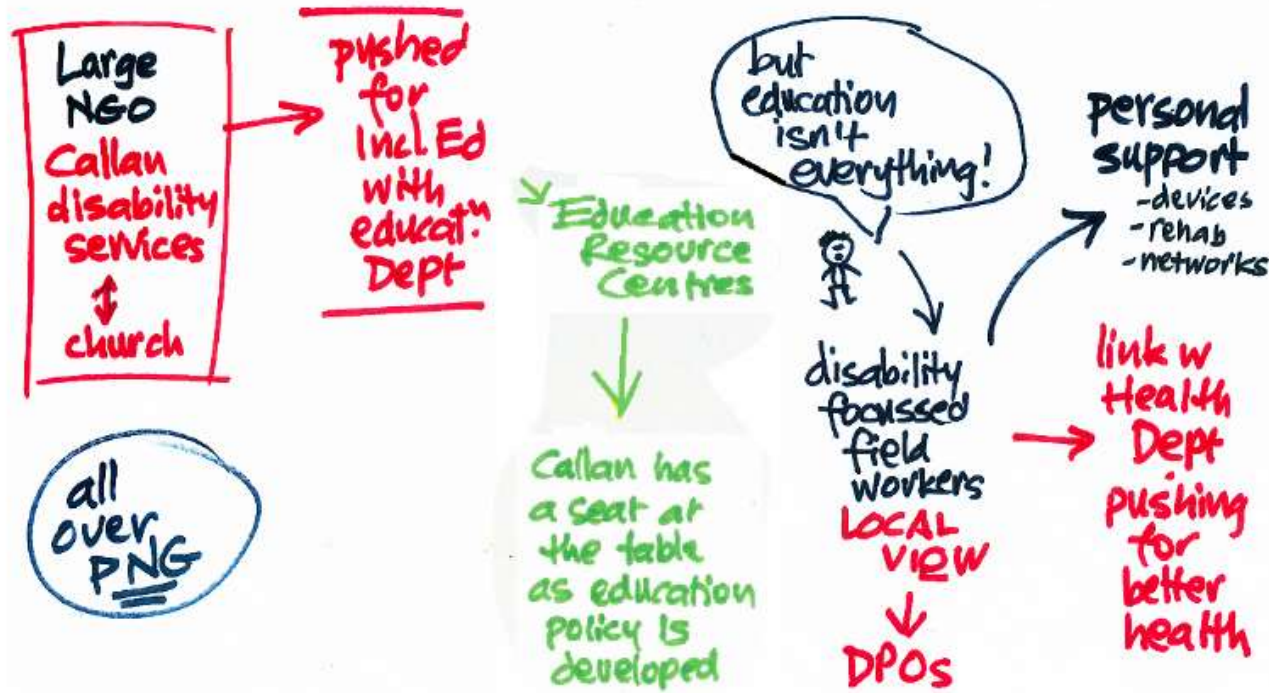 Large
NGO
Callan
disability
services
church
all
over
PNG
pushed
for
Incl. Ed
with
educat.n
Dept
Education
Resource
Centres
Callan has
a seat at
the table
as education
policy is
developed
but
education
isn't
everything!
disability
focussed
field
workers
LOCAL
VIEW
DPOs
personal
support
-devices
-rehab
-networks
link w
Health
Dept
pushing
for
better
health